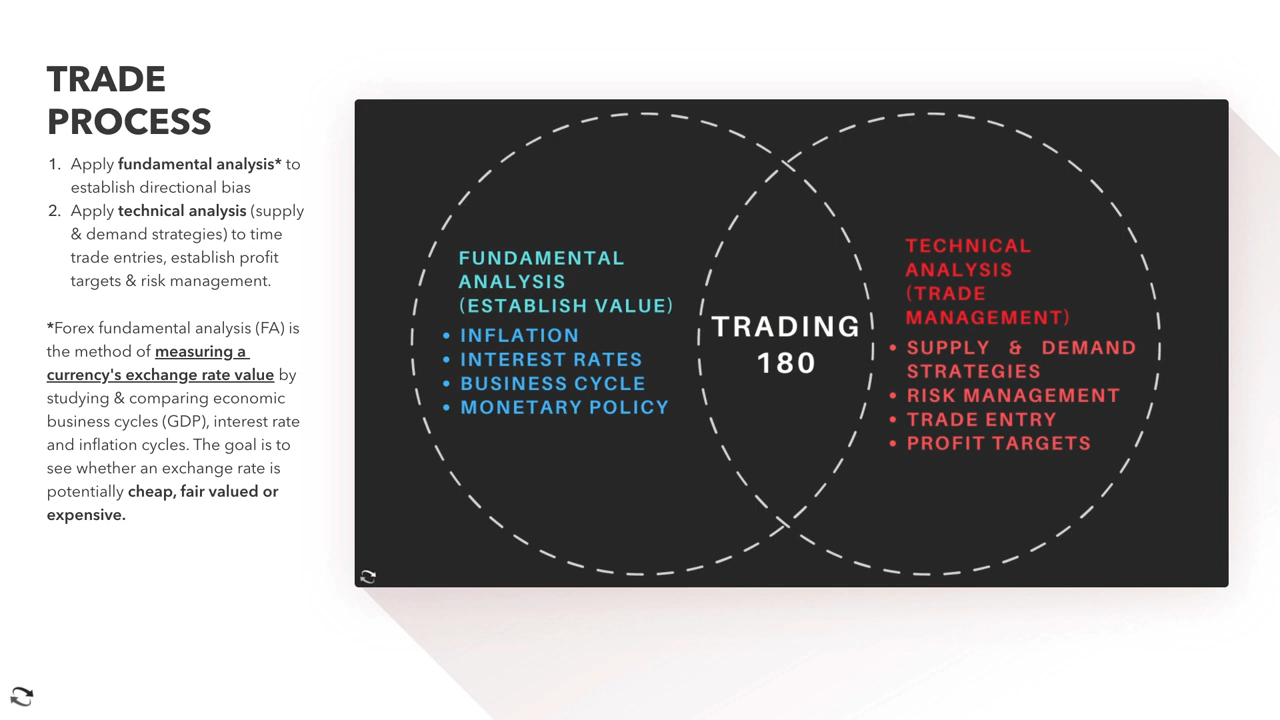 TRADE
PROCESS
1. Apply fundamental analysis* to
establish directional bias
2. Apply technical analysis (supply
& demand strategies) to time
trade entries, establish profit
targets & risk management.
*Forex fundamental analysis (FA) is
the method of measuring a
currency's exchange rate value by
studying & comparing economic
business cycles (GDP), interest rate
and inflation cycles. The goal is to
see whether an exchange rate is
potentially cheap, fair valued or
expensive.
FUNDAMENTAL
ANALYSIS
(ESTABLISH VALUE)
• INFLATION
• INTEREST RATES
• BUSINESS CYCLE
• MONETARY POLICY
TRADING
180
TECHNICAL
ANALYSIS
(TRADE
MANAGEMENT)
• SUPPLY & DEMAND
STRATEGIES
• RISK MANAGEMENT
• TRADE ENTRY
• PROFIT TARGETS